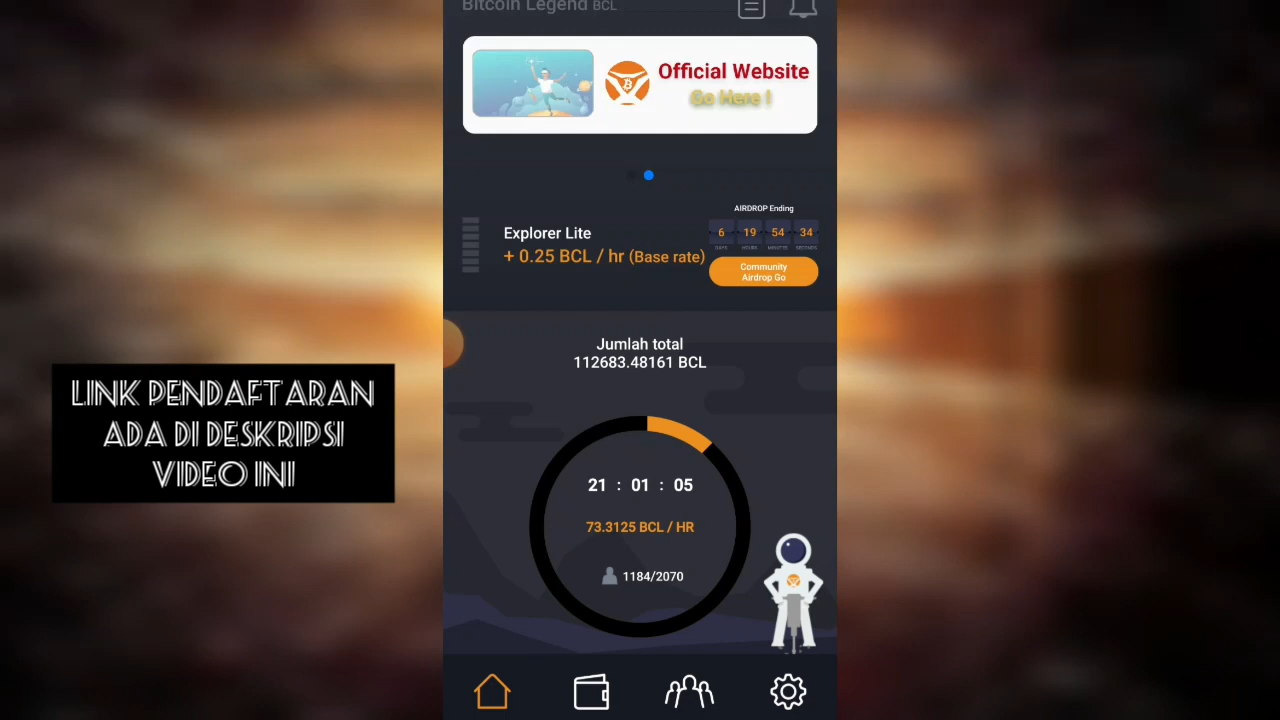 Bitcoin Legend BCL
Official Website
Go Here !
AIRDROP Ending
6 19 54 34
DAYS HOURS MINUTES SECONDS
Explorer Lite
+ 0.25 BCL / hr (Base rate)
Community
Airdrop Go
Jumlah total
112683.48161 BCL
21 : 01 : 05
73.3125 BCL / HR
1184/2070
LINK PENDAFTARAN
ADA DI DESKRIPSI
VIDEO INI